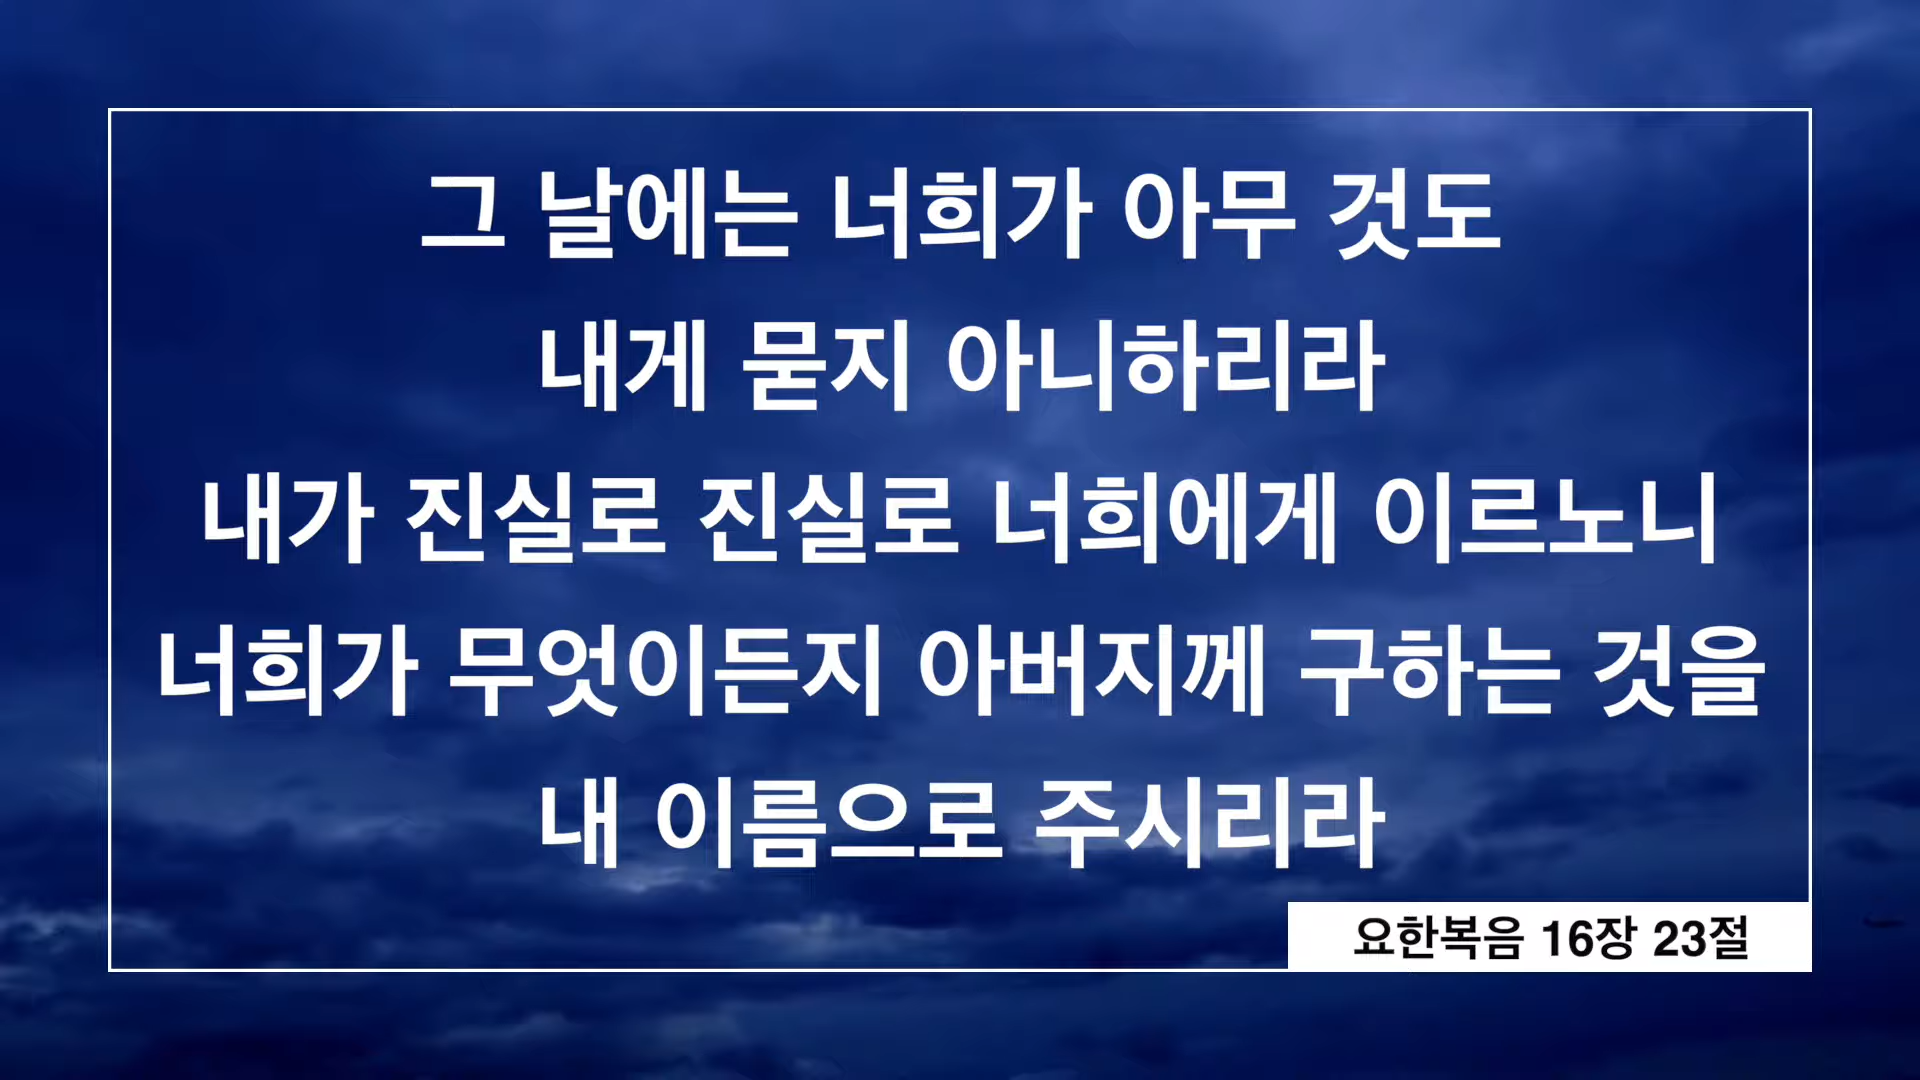 그 날에는 너희가 아무 것도
내게 묻지 아니하리라
내가 진실로 진실로 너희에게 이르노니
너희가 무엇이든지 아버지께 구하는 것을
내 이름으로 주시리라
요한복음 16장 23절